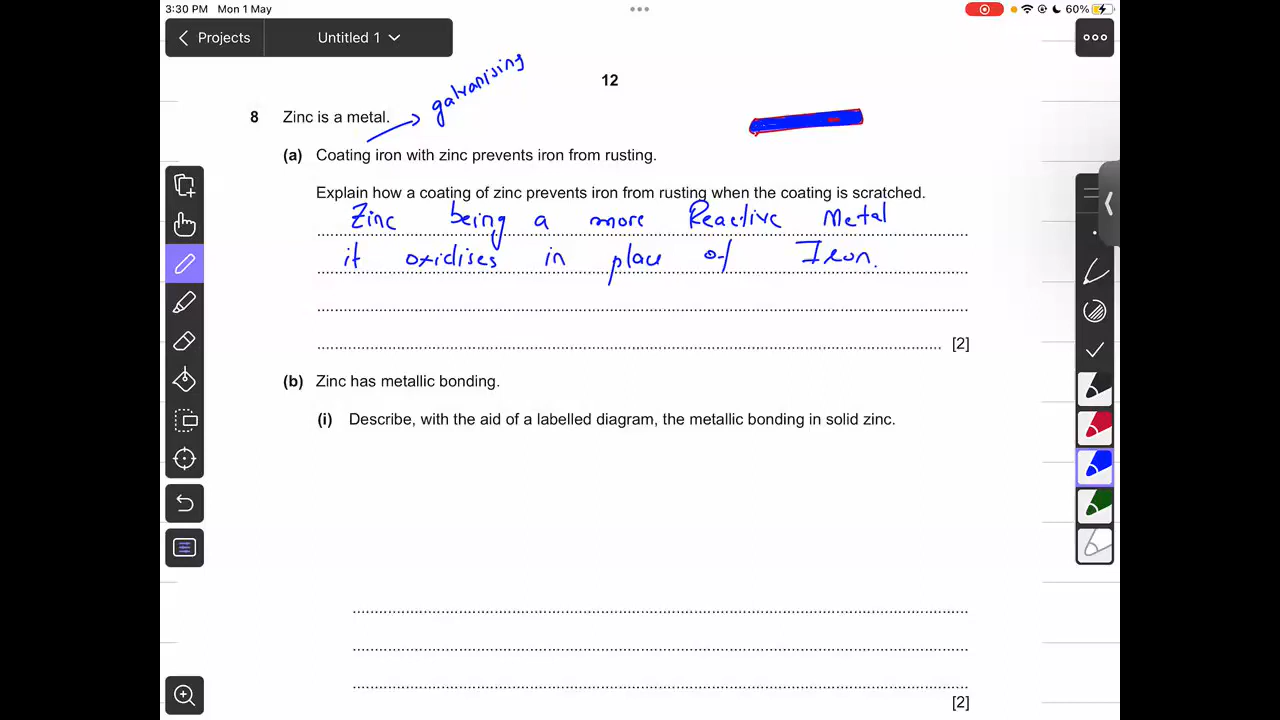 3:30 PM Mon 1 May
60%
Projects
Untitled 1
galvanising
12
8 Zinc is a metal.
(a) Coating iron with zinc prevents iron from rusting.
Explain how a coating of zinc prevents iron from rusting when the coating is scratched.
Zinc being a more Reactive Metal
it oxidises in place of Iron.
[2]
(b) Zinc has metallic bonding.
(i) Describe, with the aid of a labelled diagram, the metallic bonding in solid zinc.
[2]